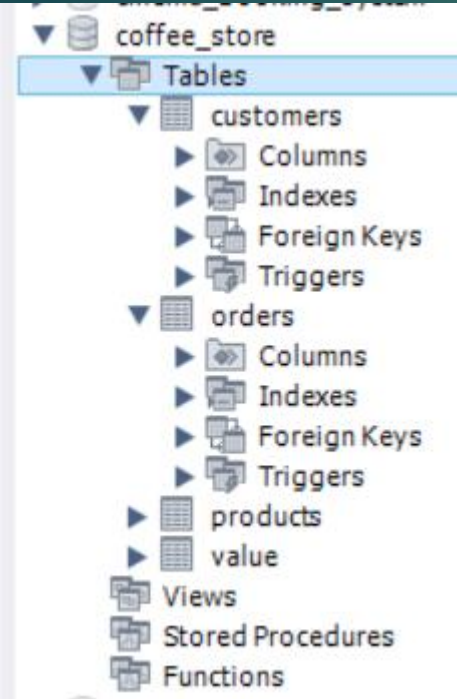 coffee_store
Tables
customers
Columns
Indexes
Foreign Keys
Triggers
orders
Columns
Indexes
Foreign Keys
Triggers
products
value
Views
Stored Procedures
Functions